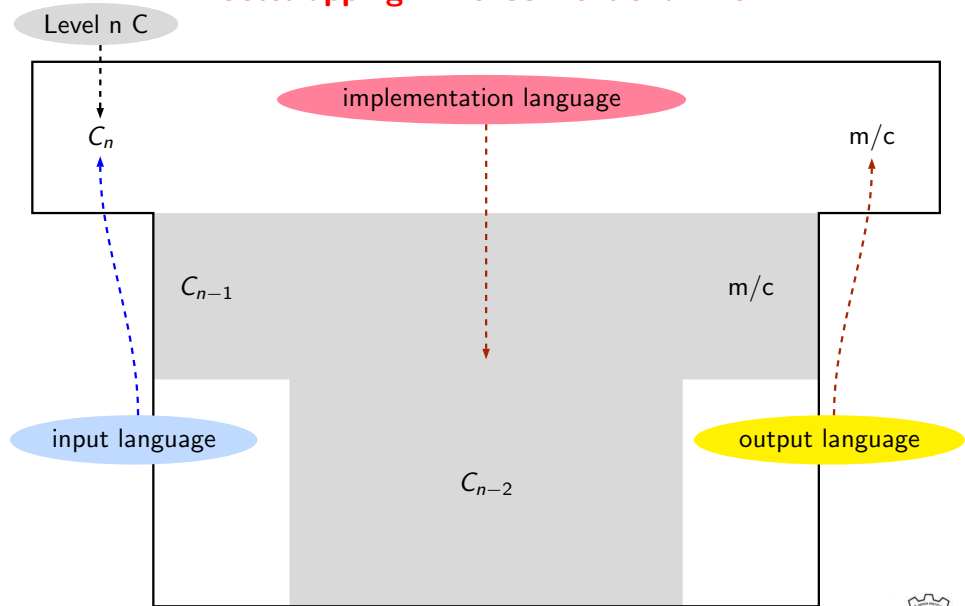 Level n C
implementation language
Cₙ
m/c
Cₙ₋₁
m/c
input language
output language
Cₙ₋₂